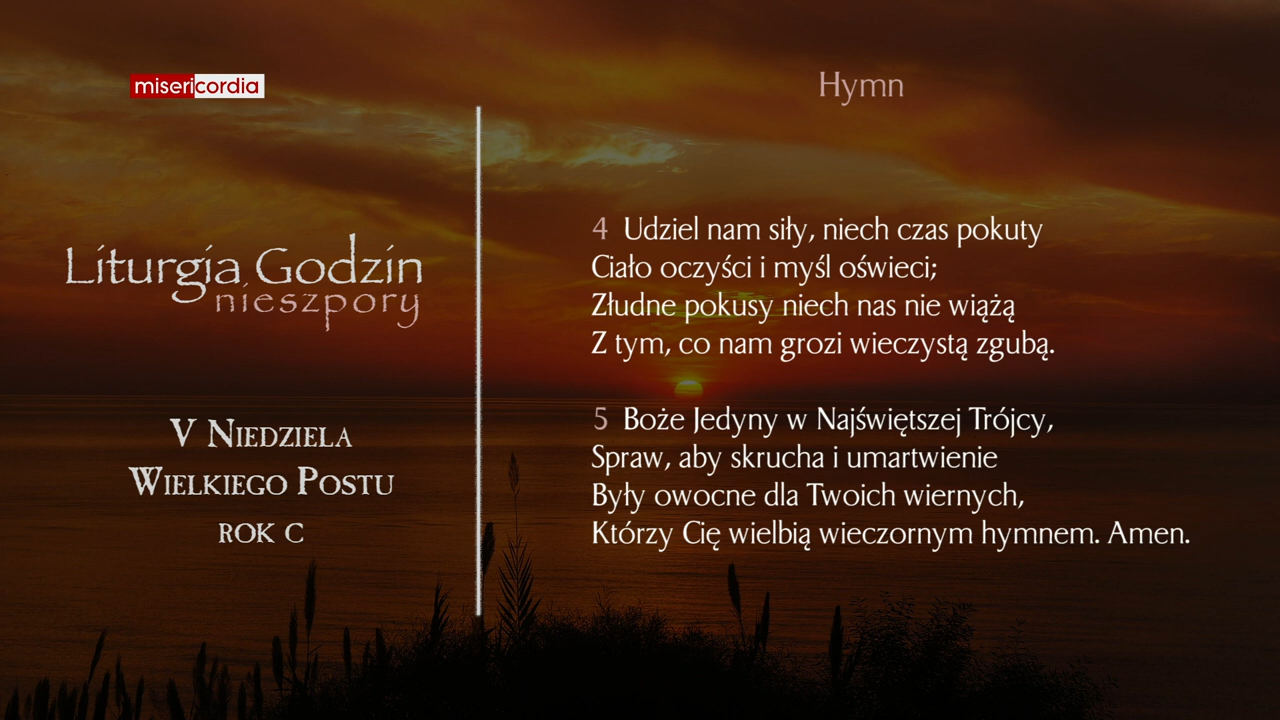 misericordia
Liturgia Godzin
nieszpory
V Niedziela
Wielkiego Postu
rok C
Hymn
4 Udziel nam siły, niech czas pokuty
Ciało oczyści i myśl oświeci;
Złudne pokusy niech nas nie wiążą
Z tym, co nam grozi wieczystą zgubą.
5 Boże Jedyny w Najświętszej Trójcy,
Spraw, aby skrucha i umartwienie
Były owocne dla Twoich wiernych,
Którzy Cię wielbią wieczornym hymnem. Amen.